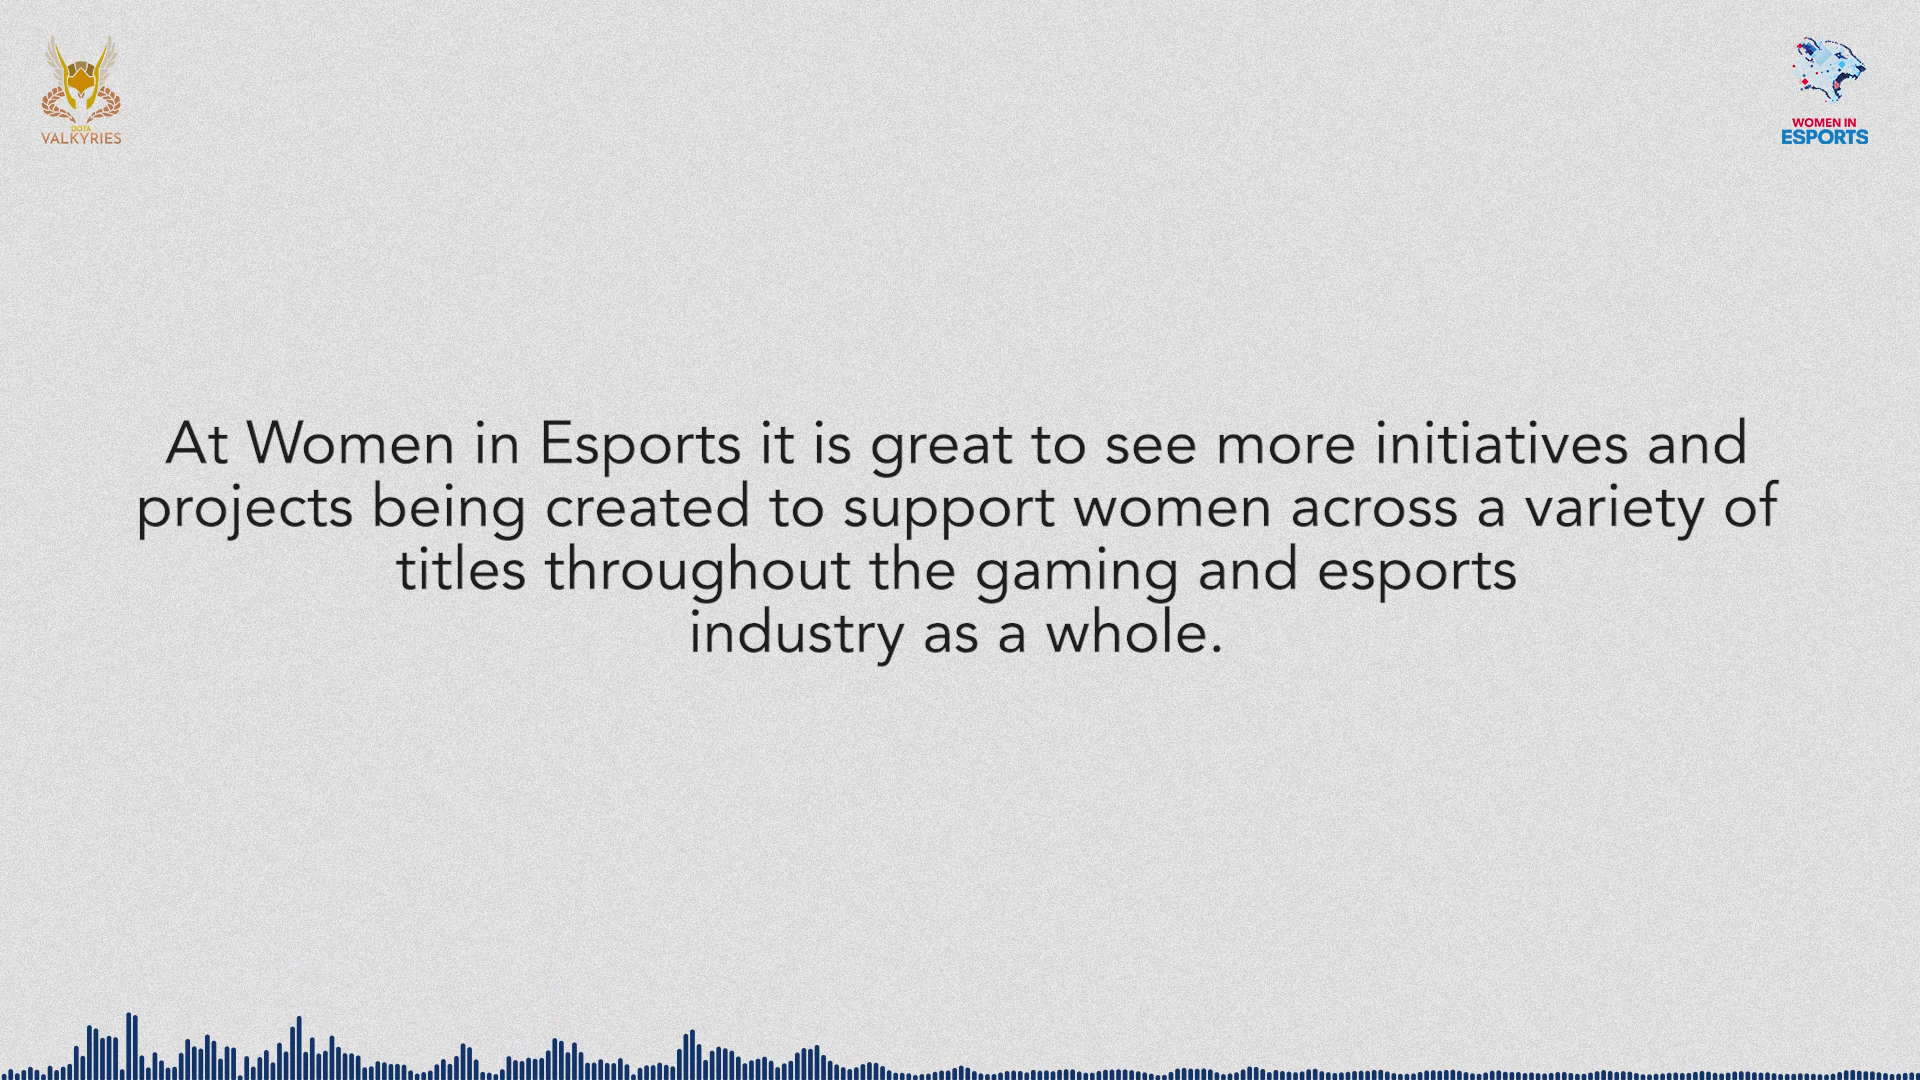 DOTA
VALKYRIES
WOMEN IN
ESPORTS
At Women in Esports it is great to see more initiatives and
projects being created to support women across a variety of
titles throughout the gaming and esports
industry as a whole.